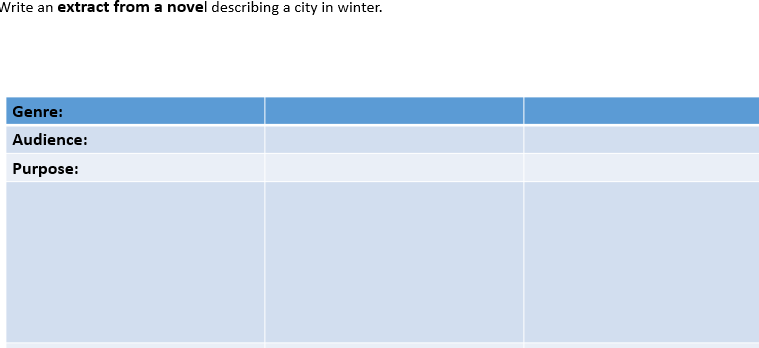 Write an extract from a novel describing a city in winter.
Genre:
Audience:
Purpose: